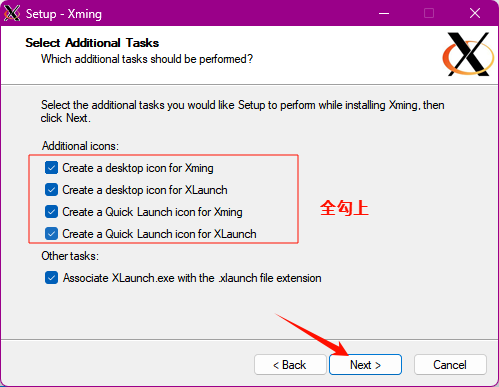 Setup - Xming
Select Additional Tasks
Which additional tasks should be performed?
Select the additional tasks you would like Setup to perform while installing Xming, then
click Next.
Additional icons:
Create a desktop icon for Xming
Create a desktop icon for XLaunch
Create a Quick Launch icon for Xming
全勾上
Create a Quick Launch icon for XLaunch
Other tasks:
Associate XLaunch.exe with the .xlaunch file extension
< Back
Next >
Cancel